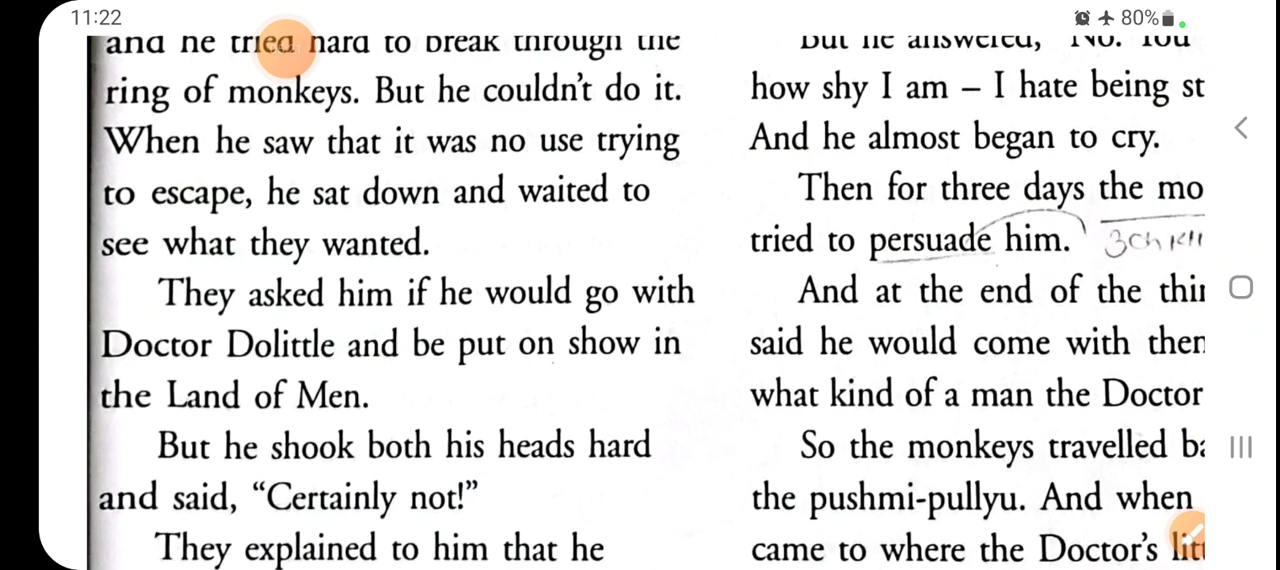 11:22
80%
and he tried hard to break through the
ring of monkeys. But he couldn't do it.
When he saw that it was no use trying
to escape, he sat down and waited to
see what they wanted.
They asked him if he would go with
Doctor Dolittle and be put on show in
the Land of Men.
But he shook both his heads hard
and said, “Certainly not!”
They explained to him that he
But he answered, “No. You
how shy I am – I hate being st
And he almost began to cry.
Then for three days the mo
tried to persuade him.
And at the end of the thir
said he would come with then
what kind of a man the Doctor
So the monkeys travelled ba
the pushmi-pullyu. And when
came to where the Doctor's litt